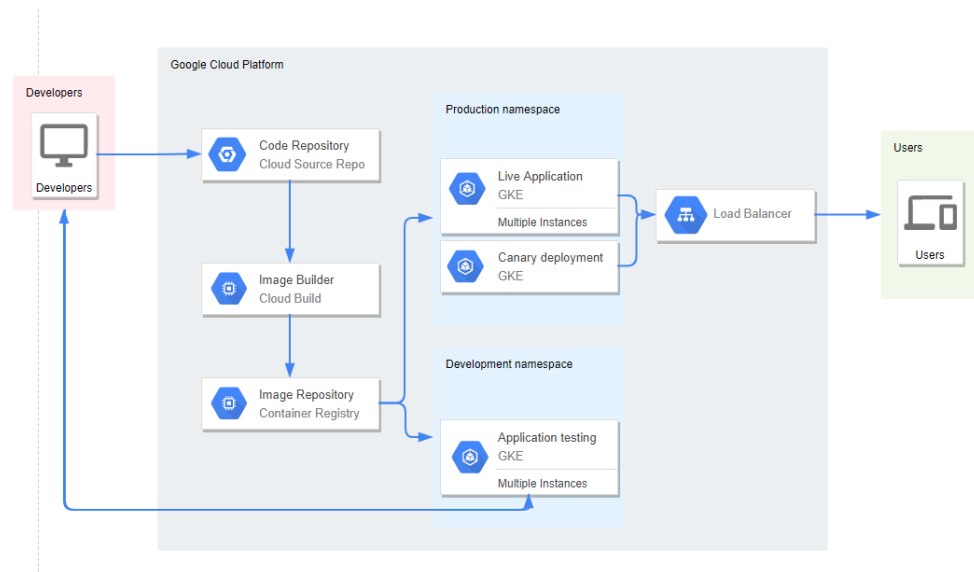 Google Cloud Platform
Developers
Developers
Code Repository
Cloud Source Repo
Image Builder
Cloud Build
Image Repository
Container Registry
Production namespace
Live Application
GKE
Multiple Instances
Canary deployment
GKE
Development namespace
Application testing
GKE
Multiple Instances
Load Balancer
Users
Users